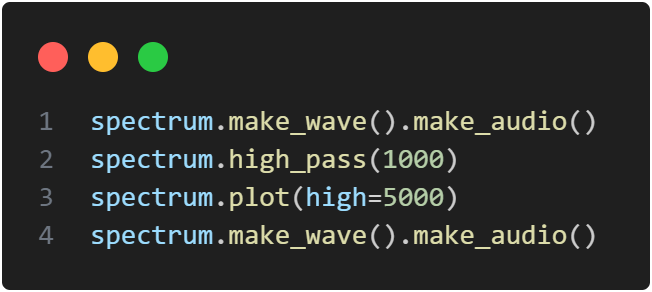 1 spectrum.make_wave().make_audio()
2 spectrum.high_pass(1000)
3 spectrum.plot(high=5000)
4 spectrum.make_wave().make_audio()